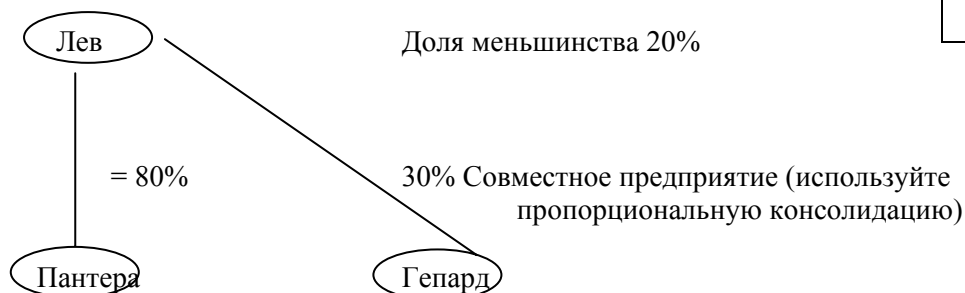 Лев Доля меньшинства 20%
= 80% 30% Совместное предприятие (используйте
пропорциональную консолидацию)
Пантера Гепард